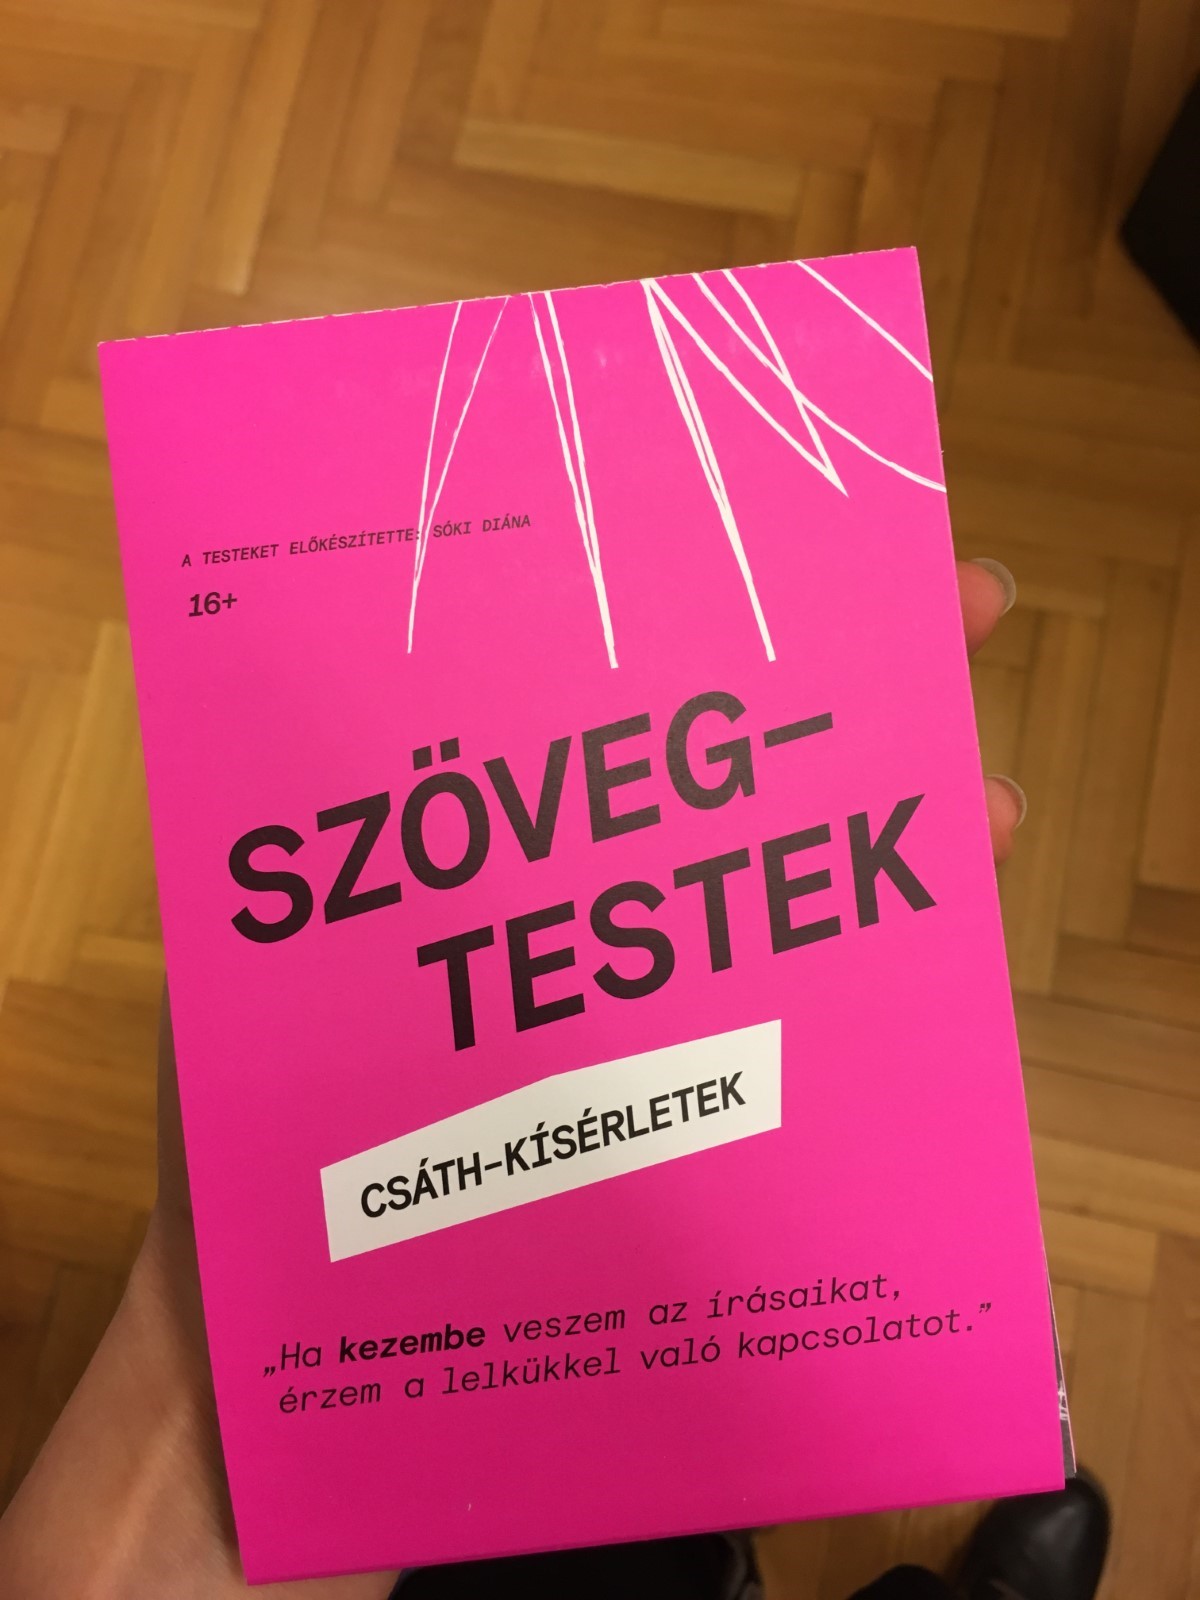 A TESTEKET ELŐKÉSZÍTETTE: SÓKI DIÁNA
16+
SZÖVEG–
TESTEK
CSÁTH–KÍSÉRLETEK
„Ha kezembe veszem az írásaikat,
érzem a lelkükkel való kapcsolatot.”